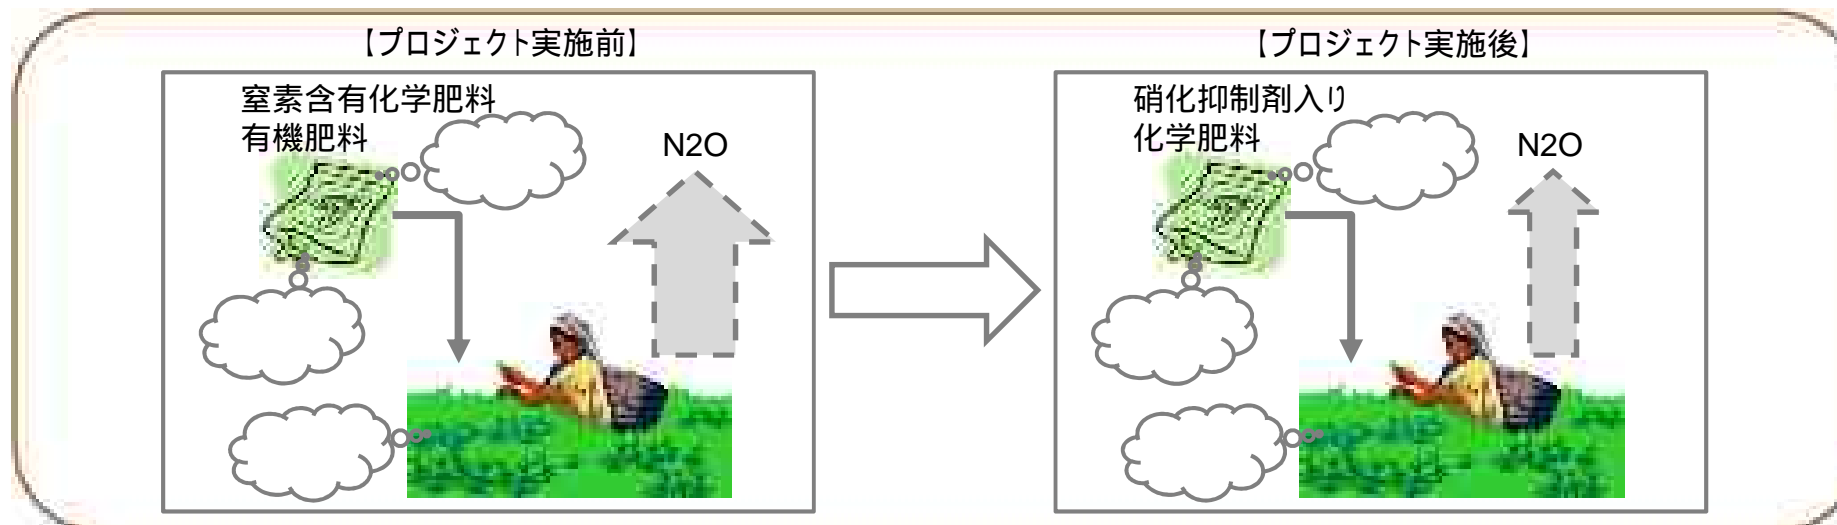 【プロジェクト実施前】
窒素含有化学肥料
有機肥料
N2O
【プロジェクト実施後】
硝化抑制剤入り
化学肥料
N2O